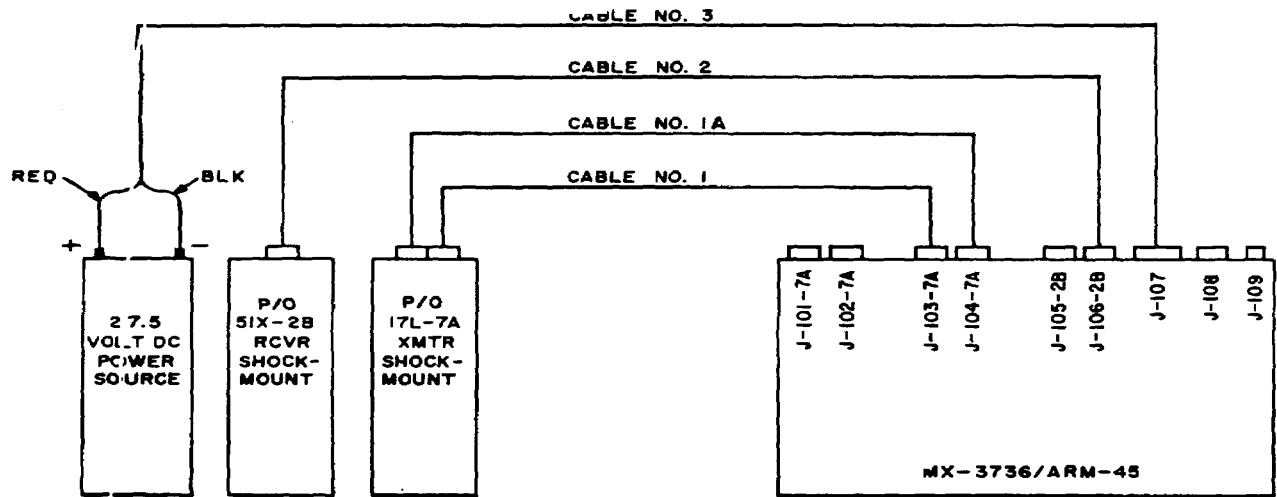 CABLE NO. 3
CABLE NO. 2
CABLE NO. 1A
CABLE NO. 1
RED
BLK
+
−
27.5
VOLT DC
POWER
SOURCE
P/O
51X-2B
RCVR
SHOCK-
MOUNT
P/O
17L-7A
XMTR
SHOCK-
MOUNT
J-101-7A
J-102-7A
J-103-7A
J-104-7A
J-105-2B
J-106-2B
J-107
J-108
J-109
MX-3736/ARM-45